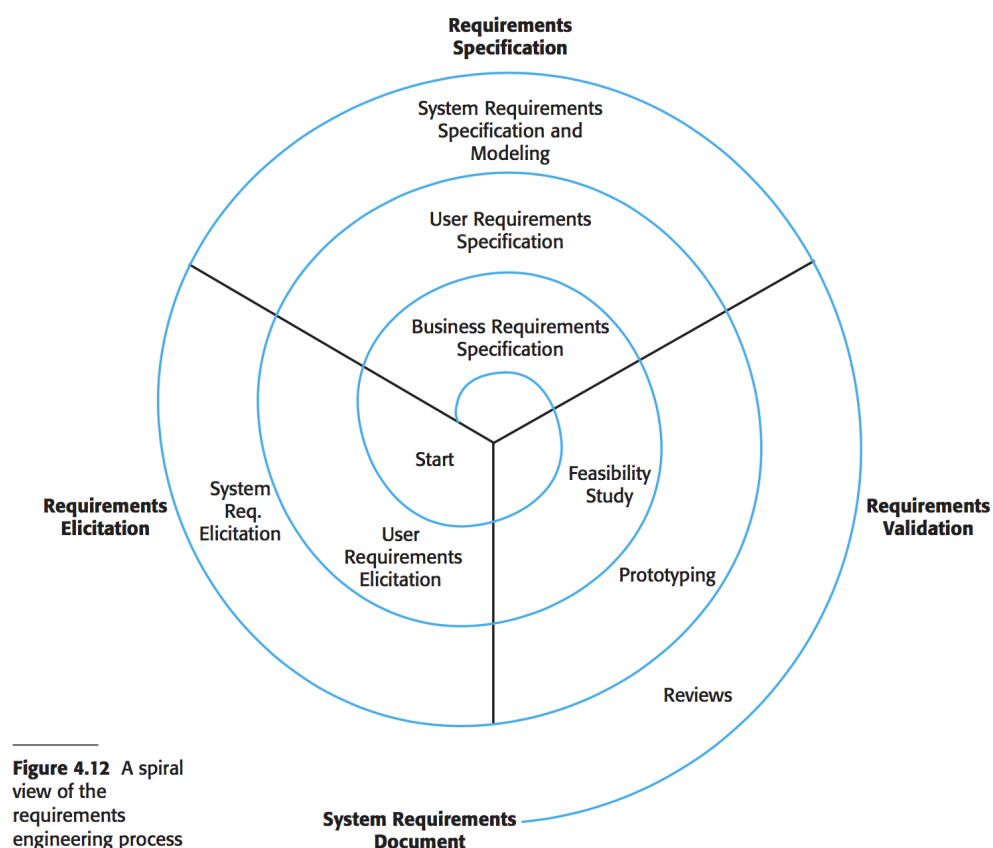 Requirements
Specification
System Requirements
Specification and
Modeling
User Requirements
Specification
Business Requirements
Specification
Start
Feasibility
Study
Requirements
Elicitation
System
Req.
Elicitation
User
Requirements
Elicitation
Requirements
Validation
Prototyping
Reviews
Figure 4.12 A spiral
view of the
requirements
engineering process
System Requirements
Document